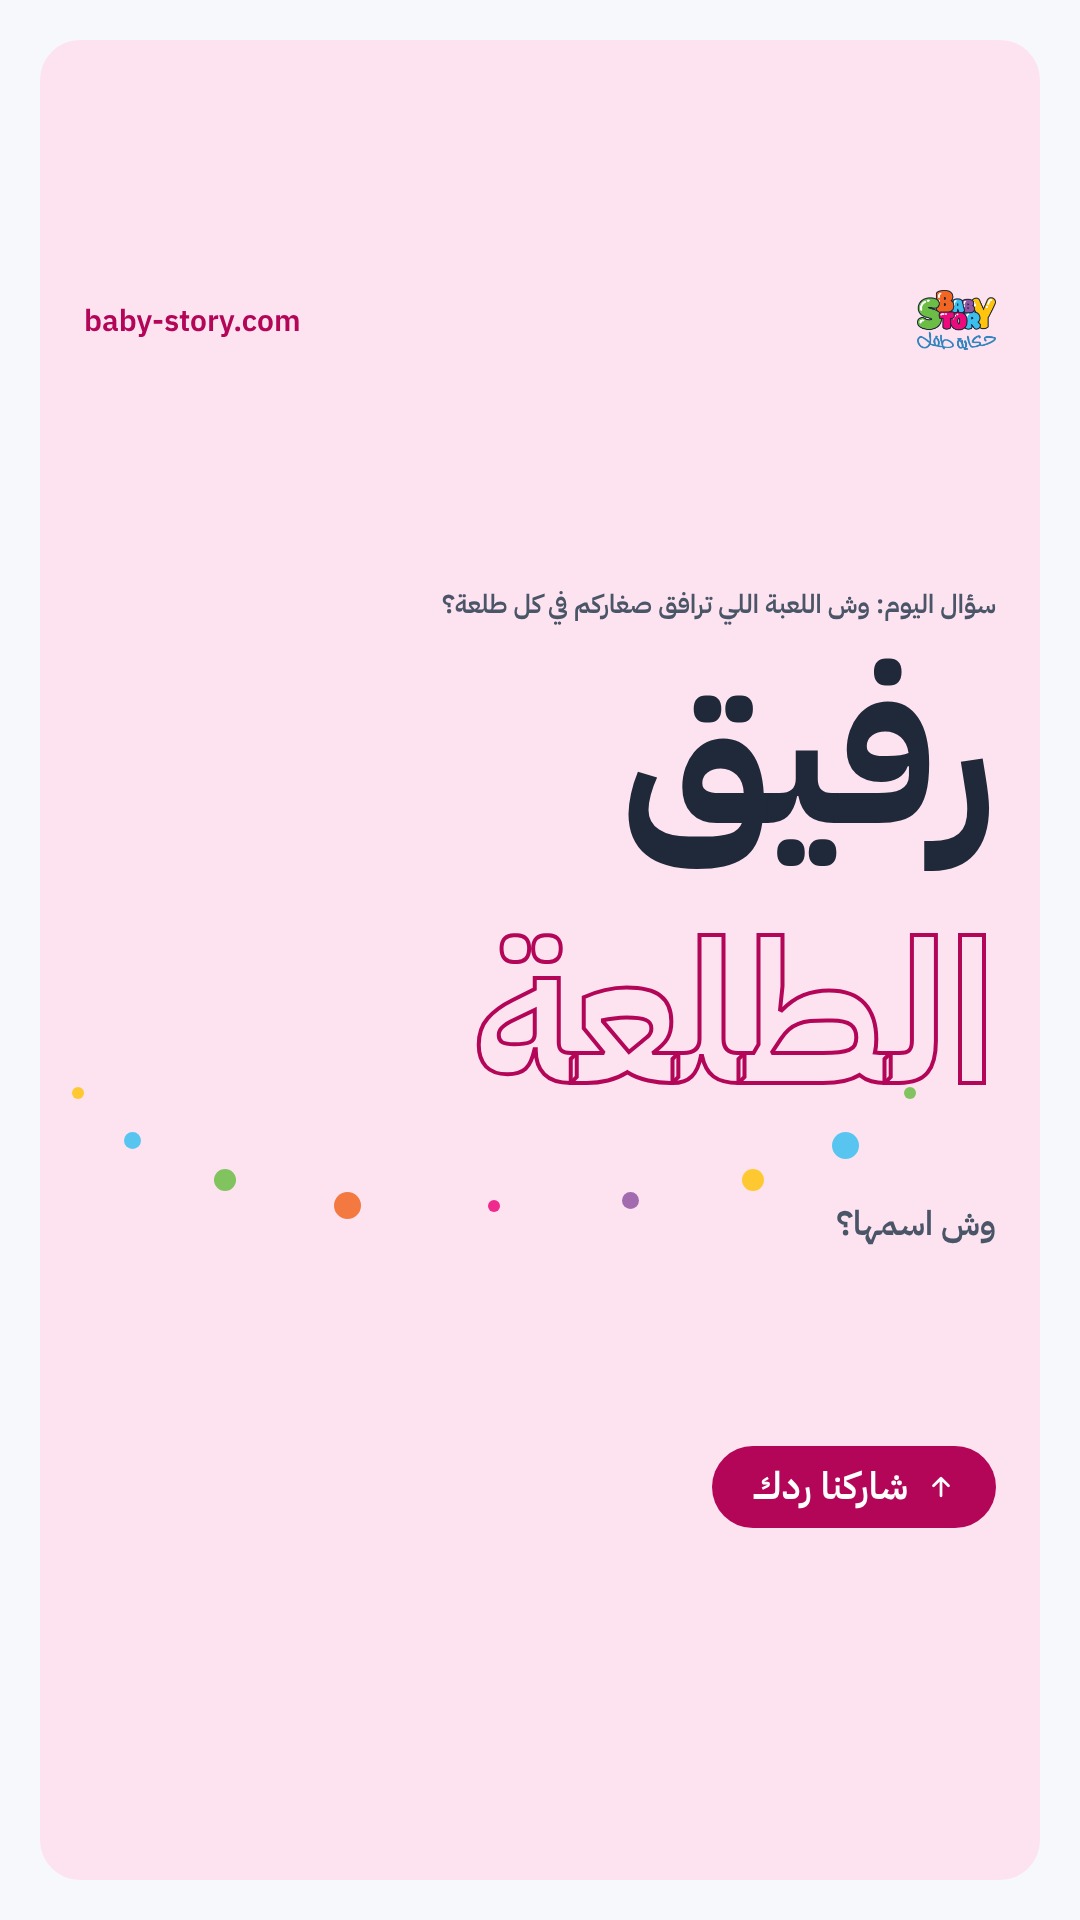 BABY STORY
حكاية طفل
baby-story.com
سؤال اليوم: وش اللعبة اللي ترافق صغاركم في كل طلعة؟
رفيق
الطلعة
وش اسمها؟
شاركنا ردك